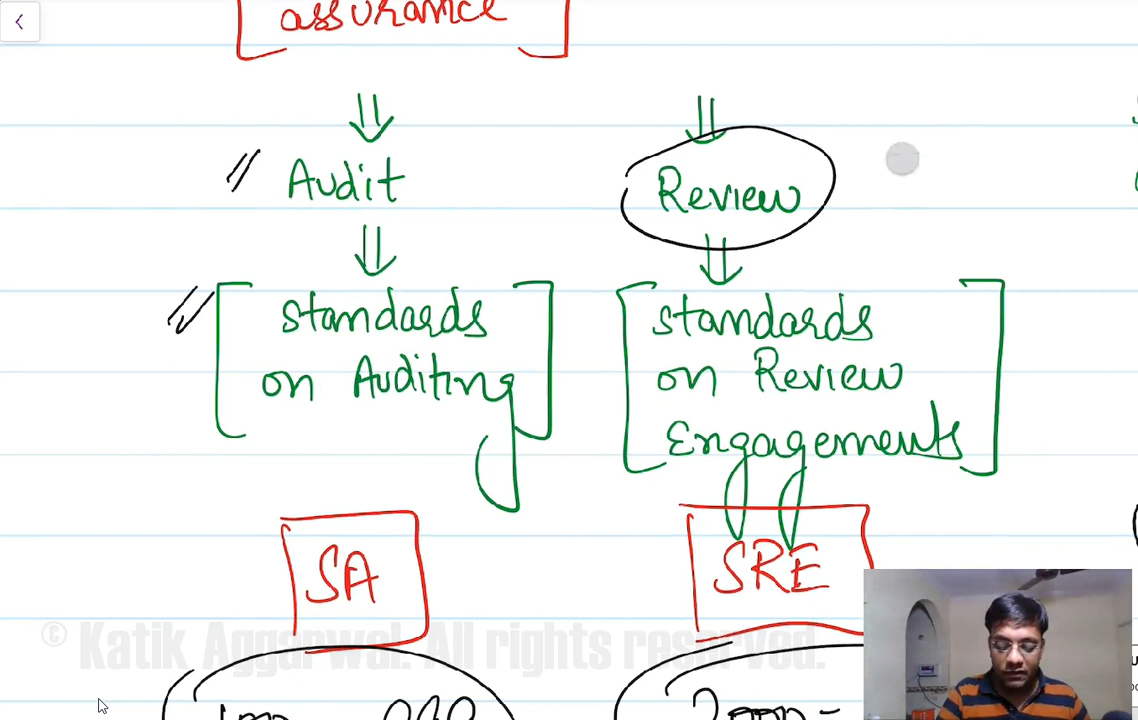 assurance
Audit
Review
standards
on Auditing
standards
on Review
Engagements
SA
SRE
© Katik Aggarwal. All rights reserved.